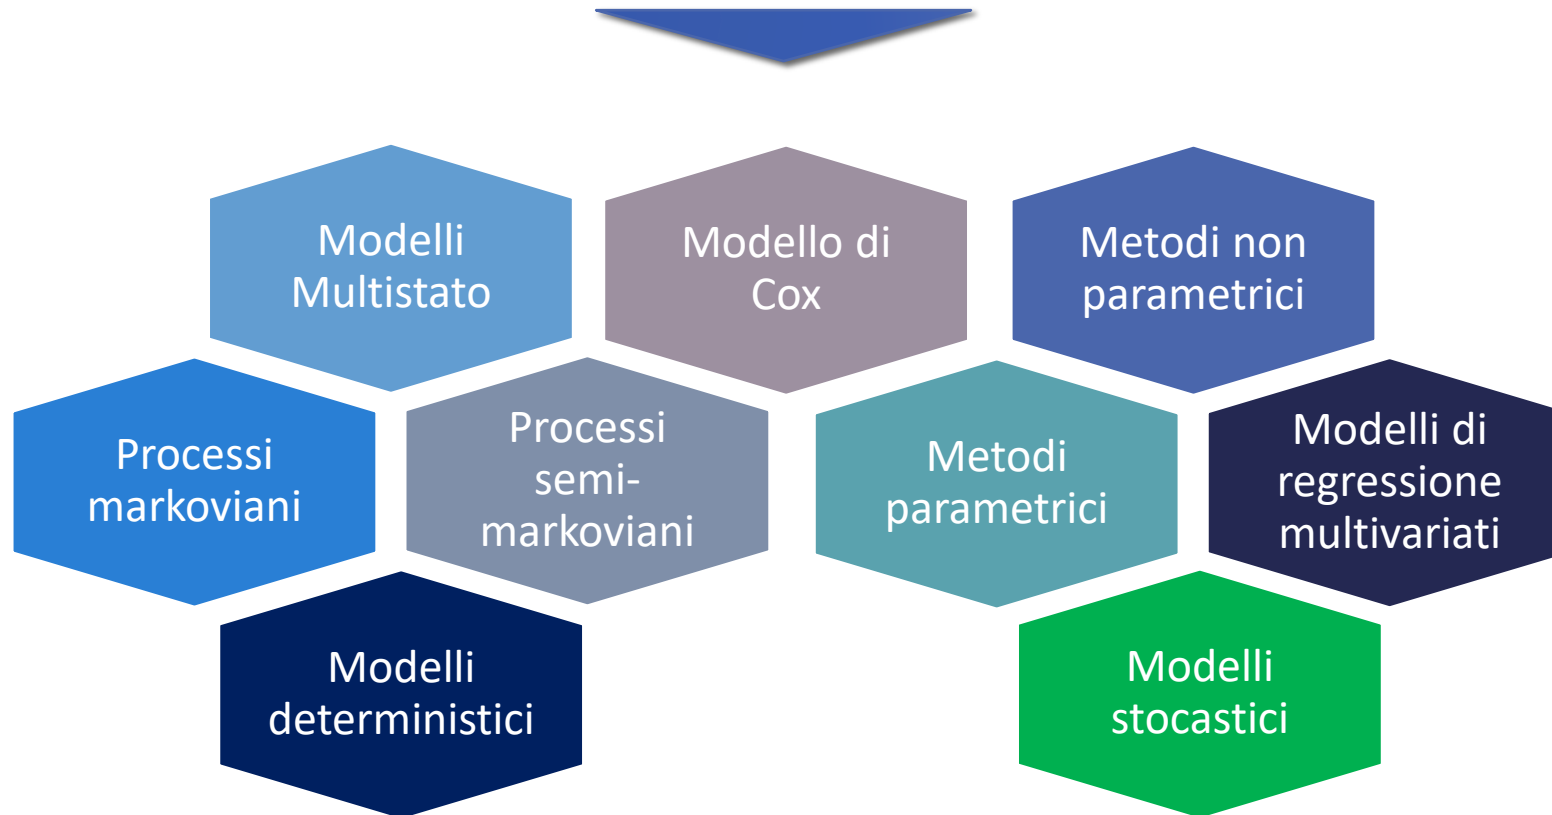 Modelli
Multistato
Modello di
Cox
Metodi non
parametrici
Processi
markoviani
Processi
semi-
markoviani
Metodi
parametrici
Modelli di
regressione
multivariati
Modelli
deterministici
Modelli
stocastici